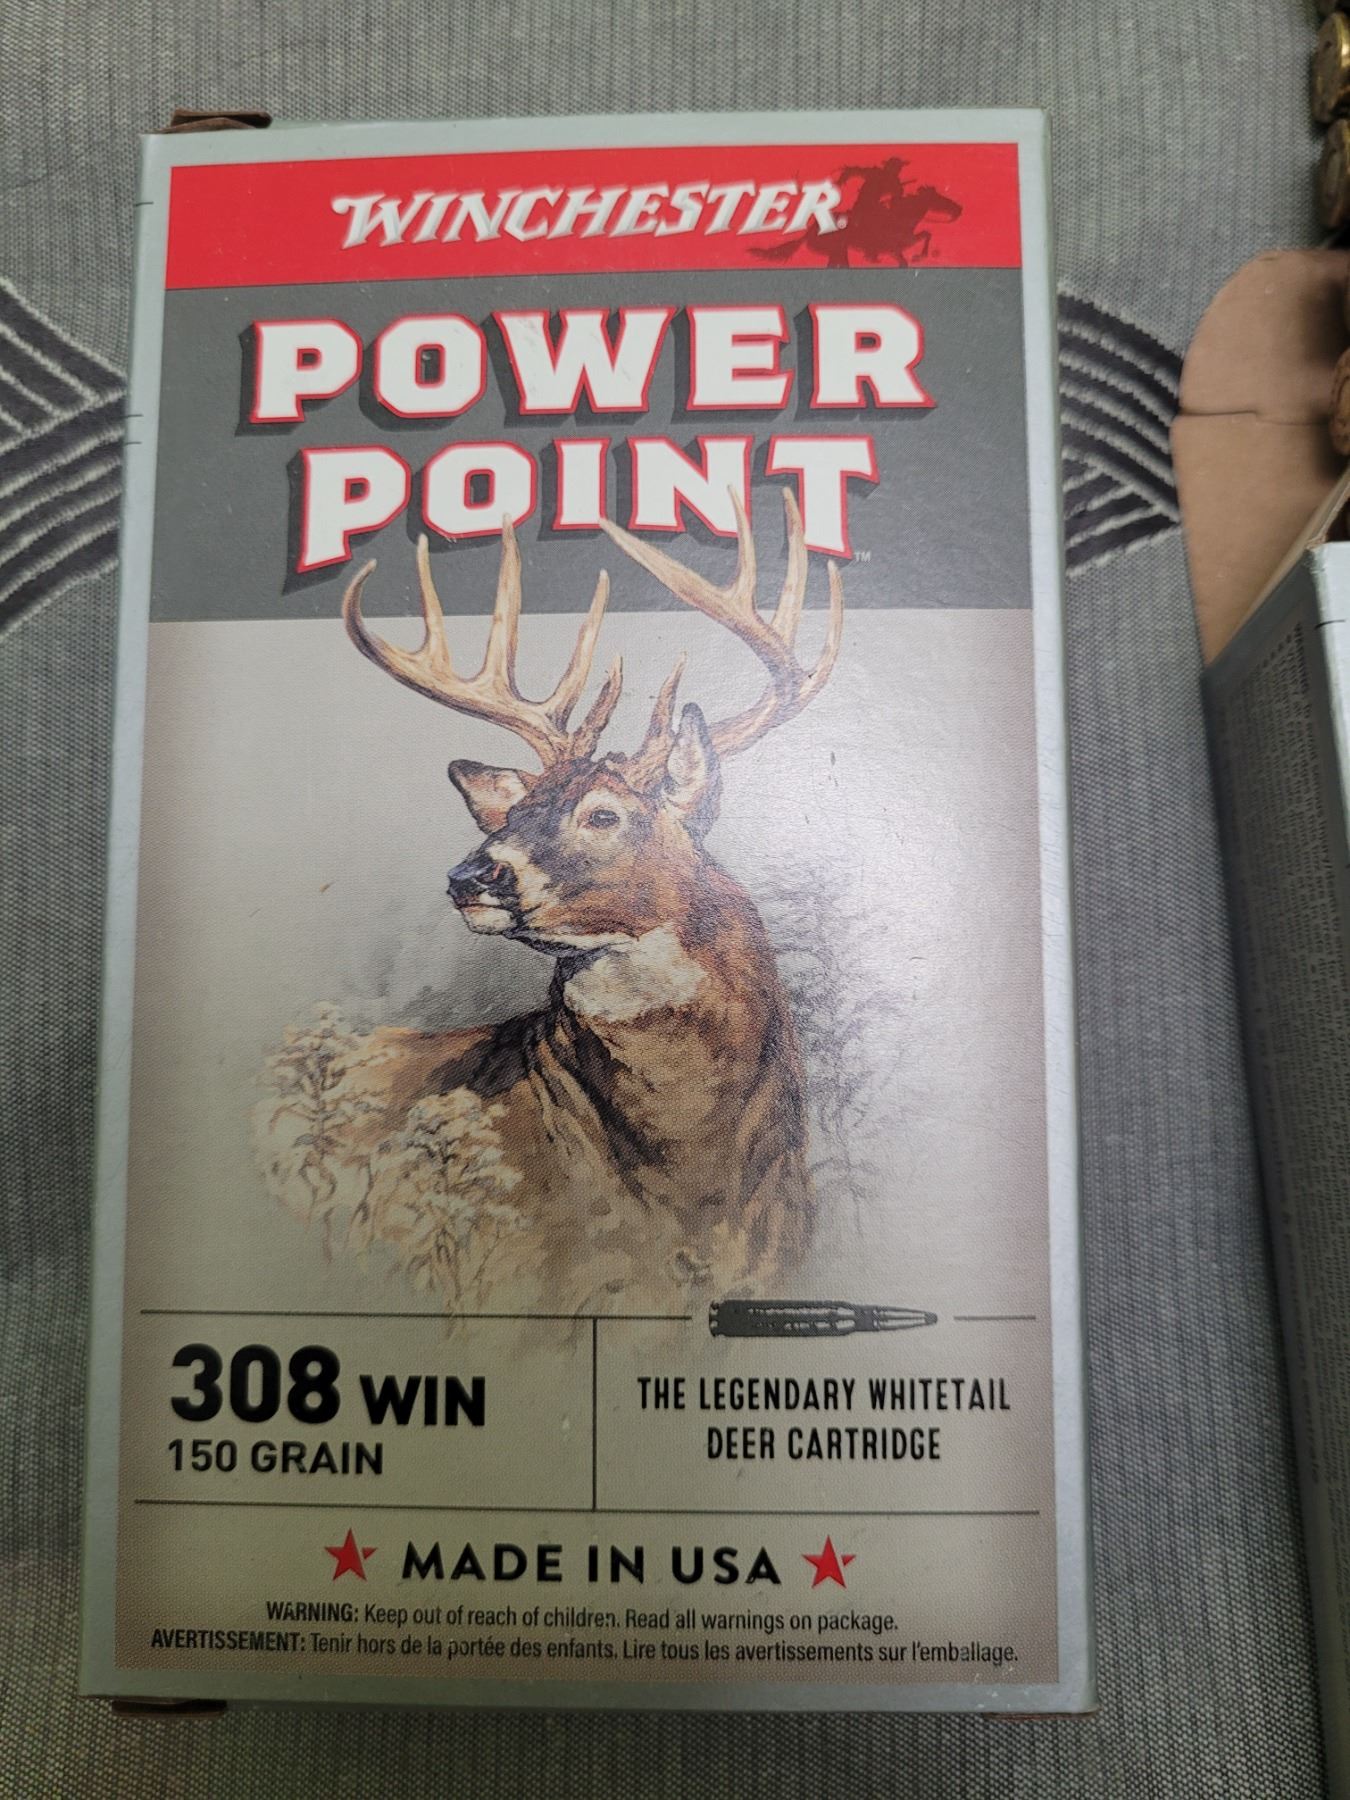 WINCHESTER®
POWER
POINT™
308 WIN
150 GRAIN
THE LEGENDARY WHITETAIL
DEER CARTRIDGE
★ MADE IN USA ★
WARNING: Keep out of reach of children. Read all warnings on package.
AVERTISSEMENT: Tenir hors de la portée des enfants. Lire tous les avertissements sur l'emballage.